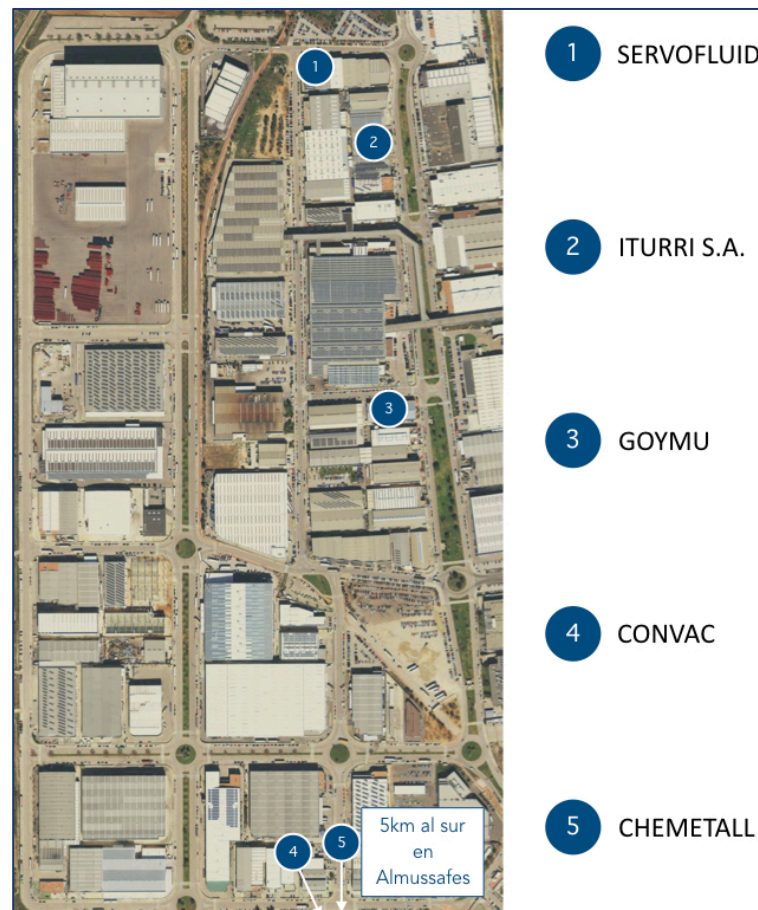 1 SERVOFLUID
2 ITURRI S.A.
3 GOYMU
4 CONVAC
5 CHEMETALL
1
2
3
4
5
5km al sur
en
Almussafes